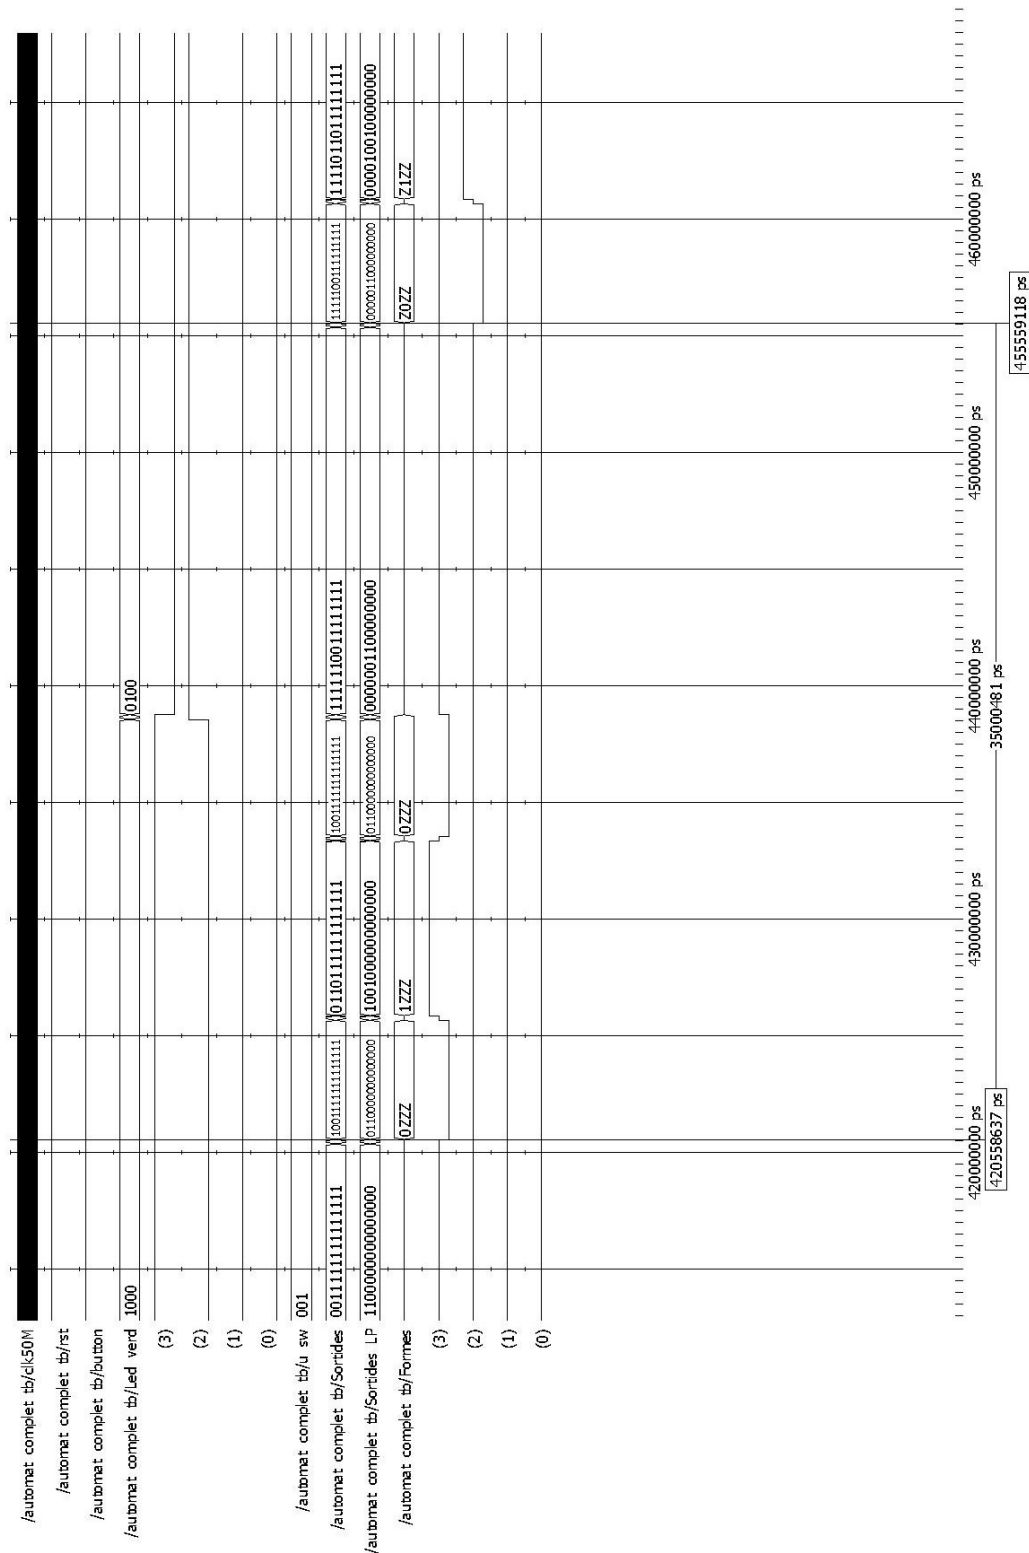 /automat complet tb/clk50M
/automat complet tb/rst
/automat complet tb/button
/automat complet tb/Led verd 1000 0100
(3)
(2)
(1)
(0)
/automat complet tb/u sw 001
/automat complet tb/Sortides 0011111111111111 1001111111111111 0110111111111111 1001111111111111 1111110011111111 1111100111111111 1111011011111111
/automat complet tb/Sortides LP 1100000000000000 0110000000000000 1001000000000000 0110000000000000 0000001100000000 0000011000000000 0000100100000000
/automat complet tb/Formes 0ZZZ 1ZZZ 0ZZZ Z0ZZ Z1ZZ
(3)
(2)
(1)
(0)
420000000 ps 430000000 ps 440000000 ps 450000000 ps 460000000 ps
420558637 ps 35000481 ps
455559118 ps